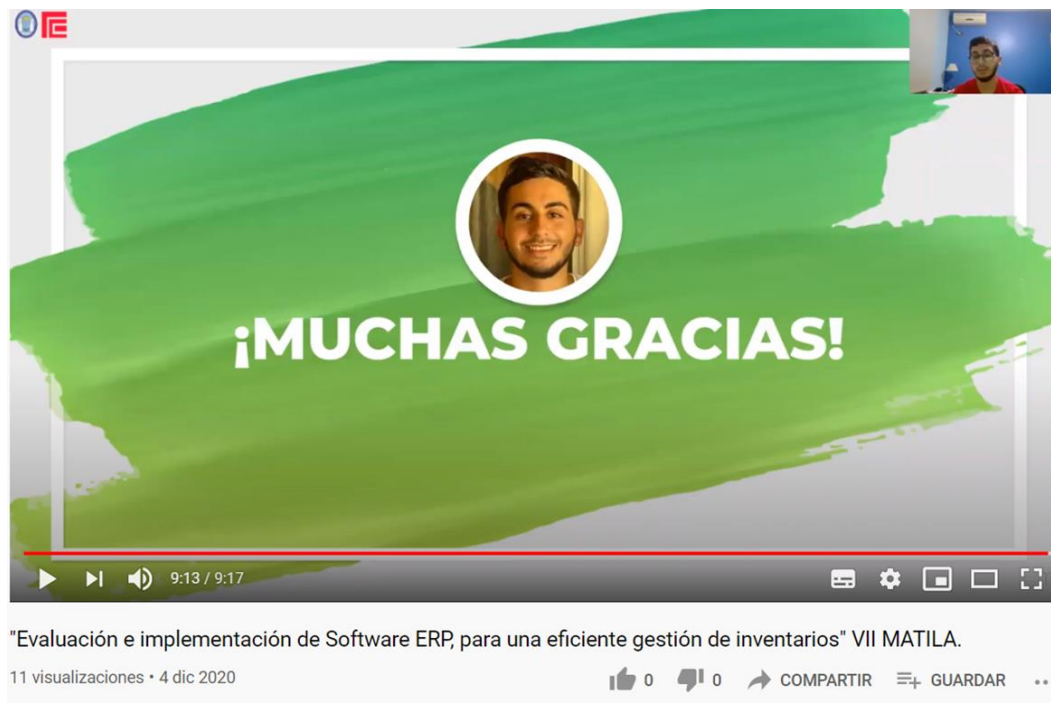 ¡MUCHAS GRACIAS!
9:13 / 9:17
"Evaluación e implementación de Software ERP, para una eficiente gestión de inventarios" VII MATILA.
11 visualizaciones • 4 dic 2020
0
0
COMPARTIR
GUARDAR